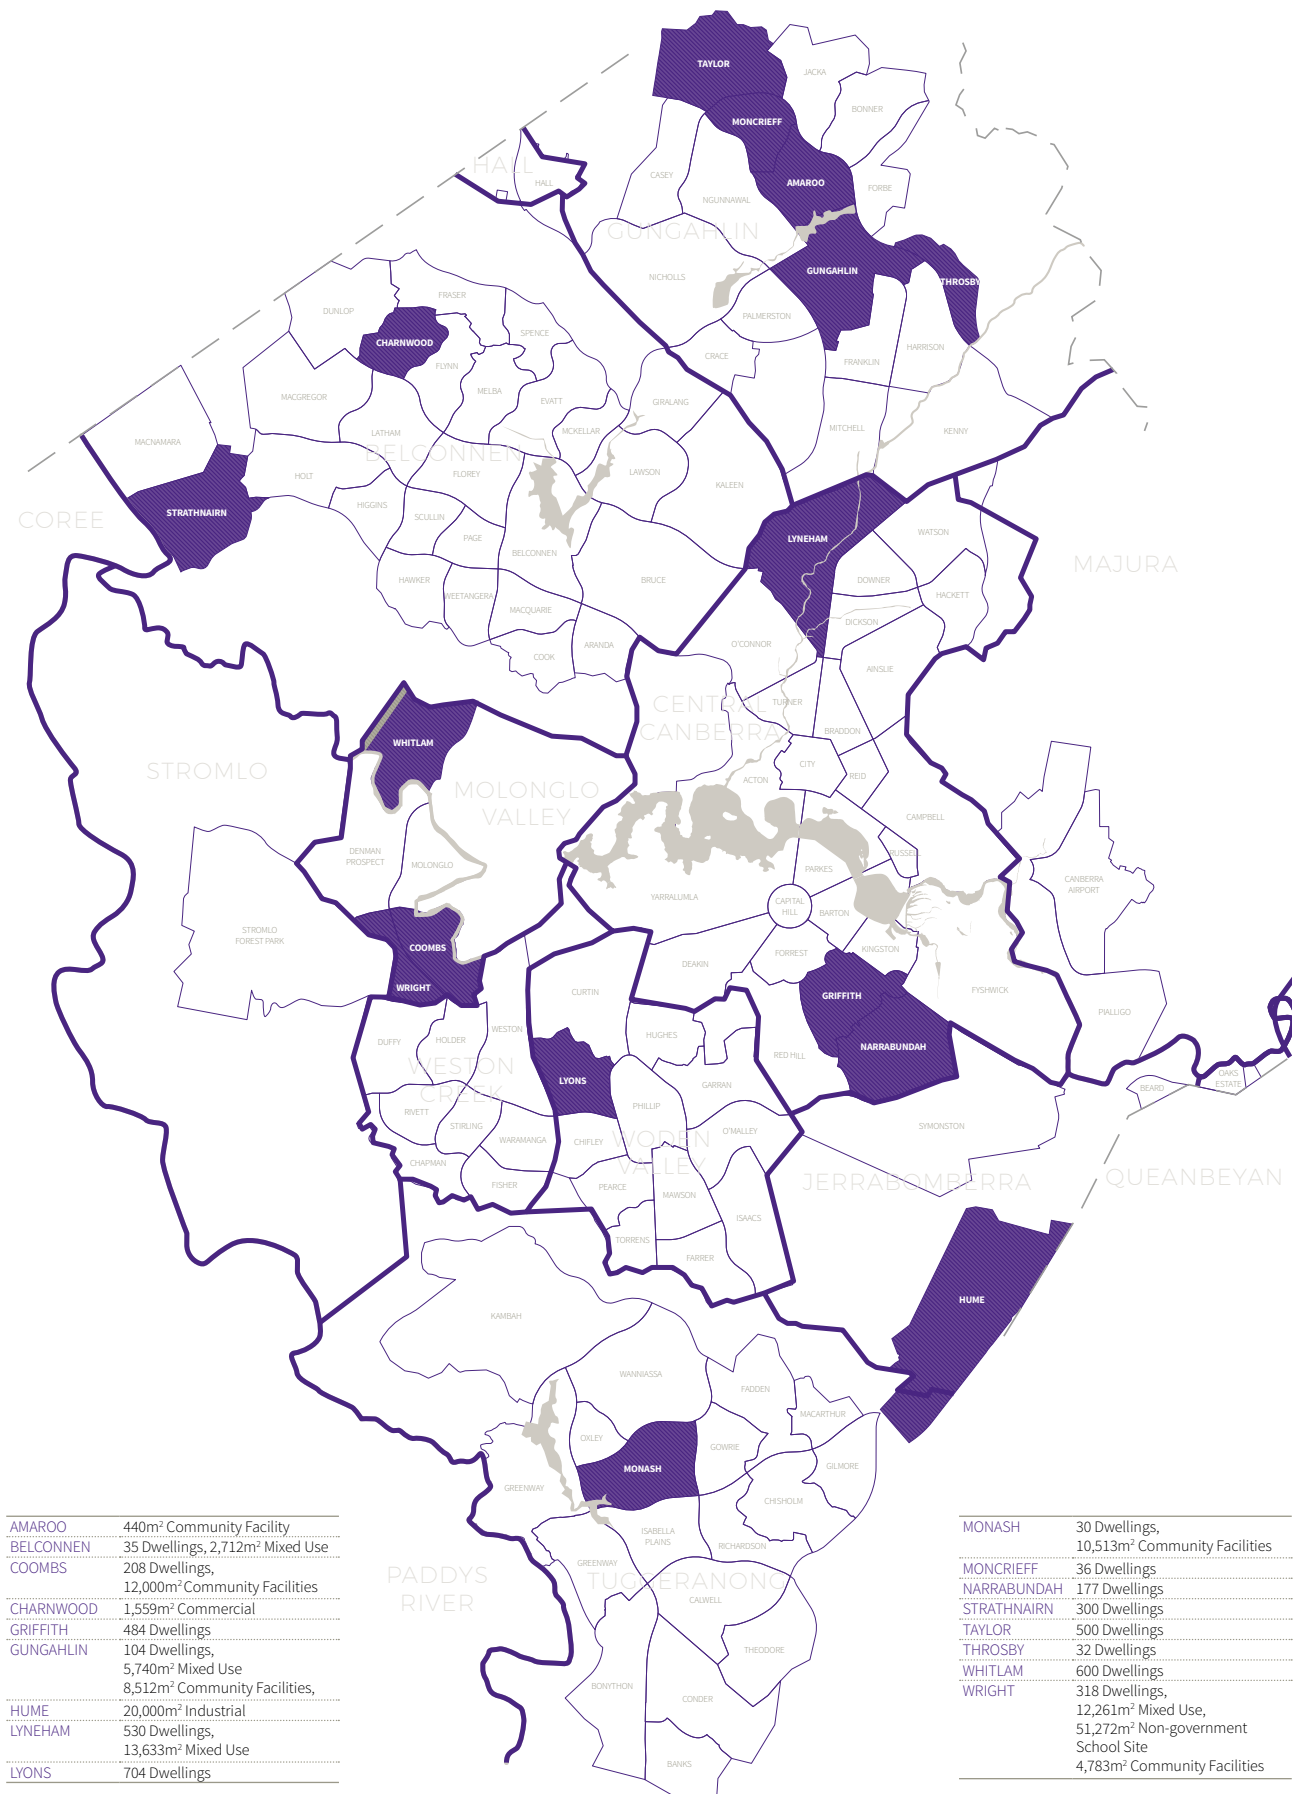 TAYLOR
JACKA
MONCRIEFF
BONNER
HALL
HALL
CASEY
AMAROO
FORBE
NGUNNAWAL
GUNGAHLIN
NICHOLLS
GUNGAHLIN
THROSBY
FRASER
DUNLOP
PALMERSTON
CHARNWOOD
SPENCE
HARRISON
CRACE
FRANKLIN
FLYNN
MELBA
MACGREGOR
EVATT
GIRALANG
MITCHELL
KENNY
MCKELLAR
LATHAM
MACNAMARA
BELCONNEN
HOLT
FLOREY
LAWSON
KALEEN
HIGGINS
STRATHNAIRN
SCULLIN
COREE
WATSON
PAGE
LYNEHAM
BELCONNEN
MAJURA
HAWKER
BRUCE
DOWNER
HACKETT
WEETANGERA
MACQUARIE
DICKSON
O'CONNOR
ARANDA
COOK
AINSLIE
CENTRAL
CANBERRA
TURNER
BRADDON
WHITLAM
STROMLO
CITY
REID
ACTON
MOLONGLO
VALLEY
CAMPBELL
DENMAN
PROSPECT
MOLONGLO
RUSSELL
PARKES
CANBERRA
AIRPORT
YARRALUMLA
CAPITAL
HILL
BARTON
STROMLO
FOREST PARK
COOMBS
KINGSTON
FORREST
DEAKIN
WRIGHT
CURTIN
GRIFFITH
FYSHWICK
PIALLIGO
WESTON
HUGHES
DUFFY
HOLDER
NARRABUNDAH
RED HILL
WESTON
CREEK
LYONS
GARRAN
OAKS
ESTATE
BEARD
PHILLIP
RIVETT
STIRLING
SYMONSTON
WARAMANGA
CHIFLEY
O'MALLEY
WODEN
VALLEY
CHAPMAN
FISHER
PEARCE
MAWSON
JERRABOMBERRA
QUEANBEYAN
ISAACS
TORRENS
FARRER
HUME
KAMBAH
WANNIASSA
FADDEN
MACARTHUR
OXLEY
GOWRIE
MONASH
GILMORE
GREENWAY
CHISHOLM
ISABELLA
PLAINS
RICHARDSON
GREENWAY
PADDYS
RIVER
TUGGERANONG
CALWELL
THEODORE
BONYTHON
CONDER
BANKS
AMAROO 440m² Community Facility
BELCONNEN 35 Dwellings, 2,712m² Mixed Use
COOMBS 208 Dwellings,
12,000m² Community Facilities
CHARNWOOD 1,559m² Commercial
GRIFFITH 484 Dwellings
GUNGAHLIN 104 Dwellings,
5,740m² Mixed Use
8,512m² Community Facilities,
HUME 20,000m² Industrial
LYNEHAM 530 Dwellings,
13,633m² Mixed Use
LYONS 704 Dwellings
MONASH 30 Dwellings,
10,513m² Community Facilities
MONCRIEFF 36 Dwellings
NARRABUNDAH 177 Dwellings
STRATHNAIRN 300 Dwellings
TAYLOR 500 Dwellings
THROSBY 32 Dwellings
WHITLAM 600 Dwellings
WRIGHT 318 Dwellings,
12,261m² Mixed Use,
51,272m² Non-government
School Site
4,783m² Community Facilities